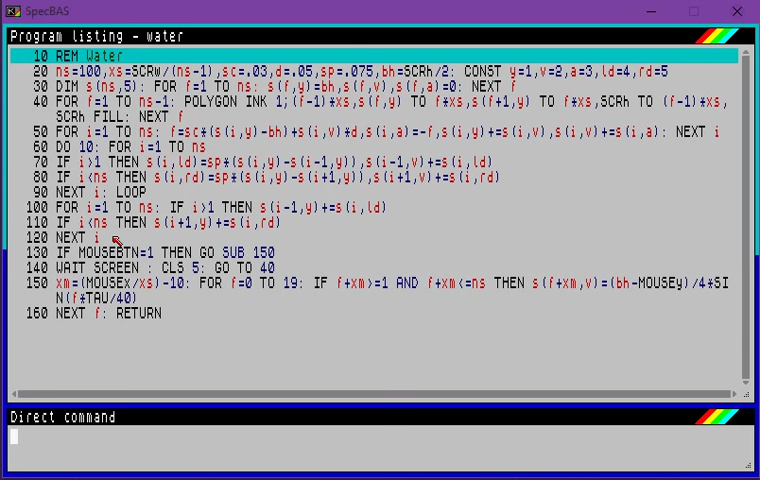 SpecBAS
Program listing - water
10 REM Water
20 ns=100,xs=SCRw/(ns-1),sc=.03,d=.05,sp=.075,bh=SCRh/2: CONST y=1,v=2,a=3,ld=4,rd=5
30 DIM s(ns,5): FOR f=1 TO ns: s(f,y)=bh,s(f,v),s(f,a)=0: NEXT f
40 FOR f=1 TO ns-1: POLYGON INK 1;(f-1)*xs,s(f,y) TO f*xs,s(f+1,y) TO f*xs,SCRh TO (f-1)*xs,
SCRh FILL: NEXT f
50 FOR i=1 TO ns: f=sc*(s(i,y)-bh)+s(i,v)*d,s(i,a)=-f,s(i,y)+=s(i,v),s(i,v)+=s(i,a): NEXT i
60 DO 10: FOR i=1 TO ns
70 IF i>1 THEN s(i,ld)=sp*(s(i,y)-s(i-1,y)),s(i-1,v)+=s(i,ld)
80 IF i<ns THEN s(i,rd)=sp*(s(i,y)-s(i+1,y)),s(i+1,v)+=s(i,rd)
90 NEXT i: LOOP
100 FOR i=1 TO ns: IF i>1 THEN s(i-1,y)+=s(i,ld)
110 IF i<ns THEN s(i+1,y)+=s(i,rd)
120 NEXT i
130 IF MOUSEBTN=1 THEN GO SUB 150
140 WAIT SCREEN : CLS 5: GO TO 40
150 xm=(MOUSEx/xs)-10: FOR f=0 TO 19: IF f+xm>=1 AND f+xm<=ns THEN s(f+xm,v)=(bh-MOUSEy)/4*SI
N(f*TAU/40)
160 NEXT f: RETURN
Direct command